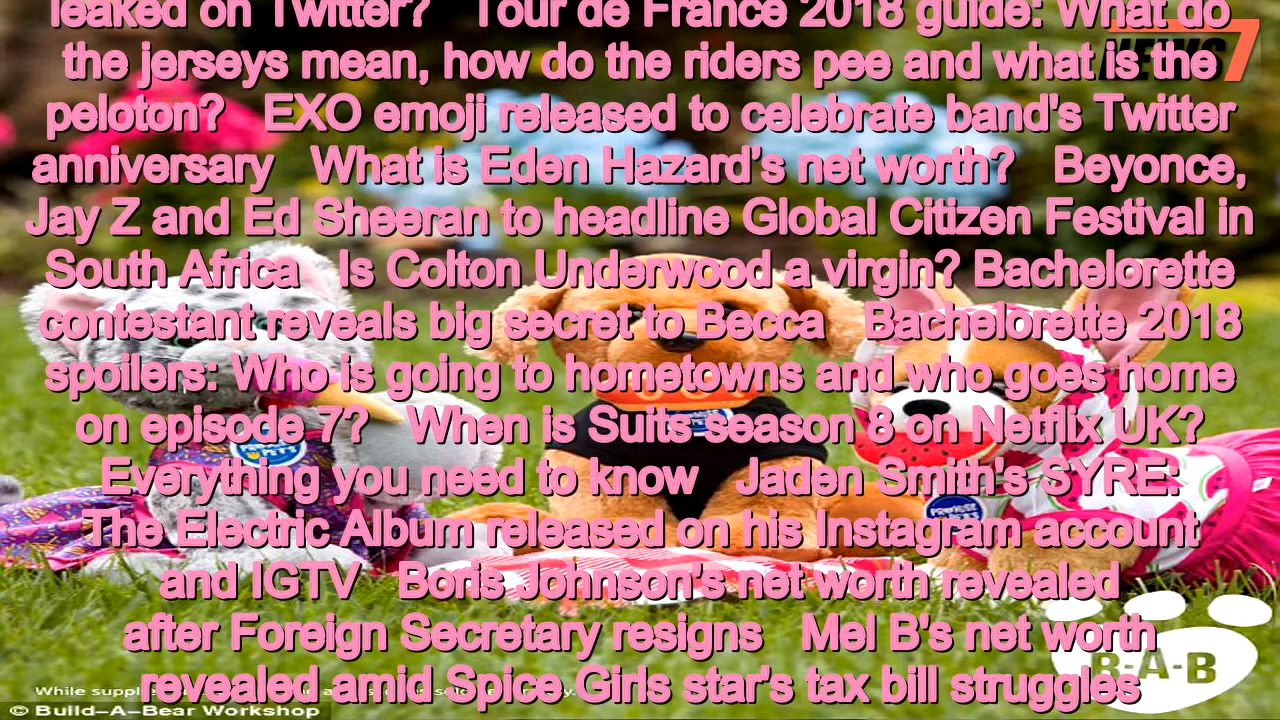 leaked on Twitter? Tour de France 2018 guide: What do
the jerseys mean, how do the riders pee and what is the
peloton? EXO emoji released to celebrate band's Twitter
anniversary What is Eden Hazard's net worth? Beyonce,
Jay Z and Ed Sheeran to headline Global Citizen Festival in
South Africa Is Colton Underwood a virgin? Bachelorette
contestant reveals big secret to Becca Bachelorette 2018
spoilers: Who is going to hometowns and who goes home
on episode 7? When is Suits season 8 on Netflix UK?
Everything you need to know Jaden Smith's SYRE:
The Electric Album released on his Instagram account
and IGTV Boris Johnson's net worth revealed
after Foreign Secretary resigns Mel B's net worth
revealed amid Spice Girls star's tax bill struggles
NEWS 7
B-A-B
While
© Build-A-Bear Workshop